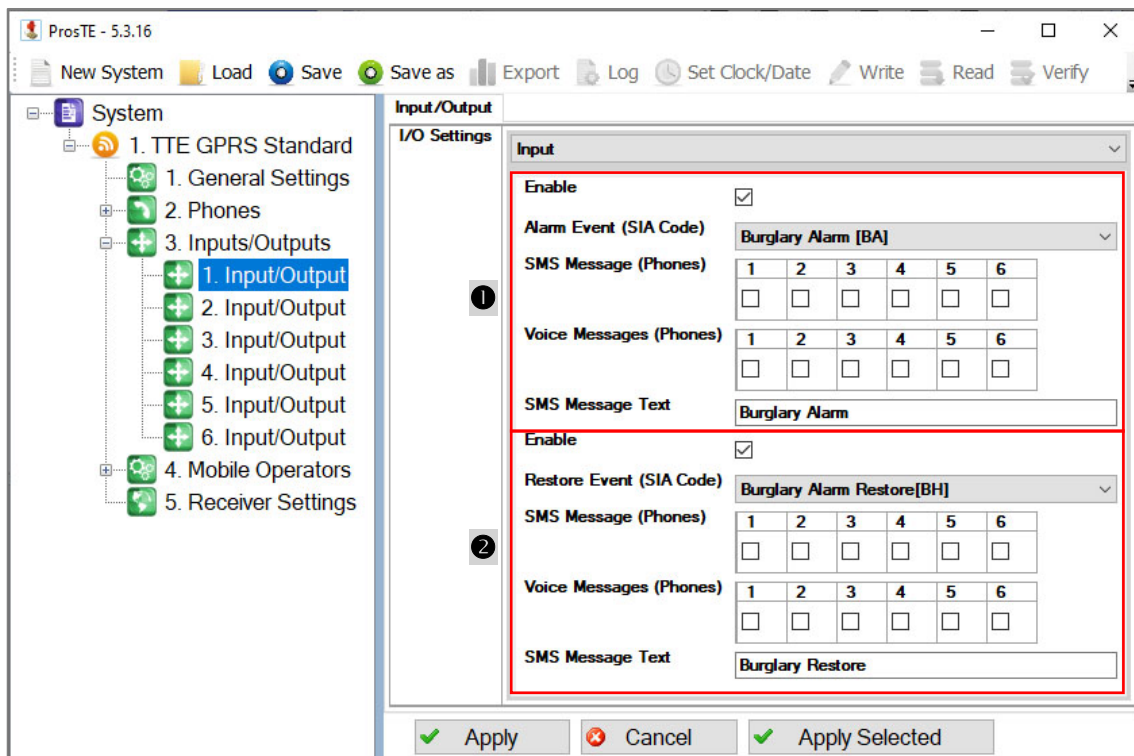 ProsTE - 5.3.16
New System Load Save Save as Export Log Set Clock/Date Write Read Verify
System
1. TTE GPRS Standard
1. General Settings
2. Phones
3. Inputs/Outputs
1. Input/Output
2. Input/Output
3. Input/Output
4. Input/Output
5. Input/Output
6. Input/Output
4. Mobile Operators
5. Receiver Settings
Input/Output
I/O Settings
Input
❶
Enable
Alarm Event (SIA Code) Burglary Alarm [BA]
SMS Message (Phones) 1 2 3 4 5 6
Voice Messages (Phones) 1 2 3 4 5 6
SMS Message Text Burglary Alarm
❷
Enable
Restore Event (SIA Code) Burglary Alarm Restore[BH]
SMS Message (Phones) 1 2 3 4 5 6
Voice Messages (Phones) 1 2 3 4 5 6
SMS Message Text Burglary Restore
Apply Cancel Apply Selected